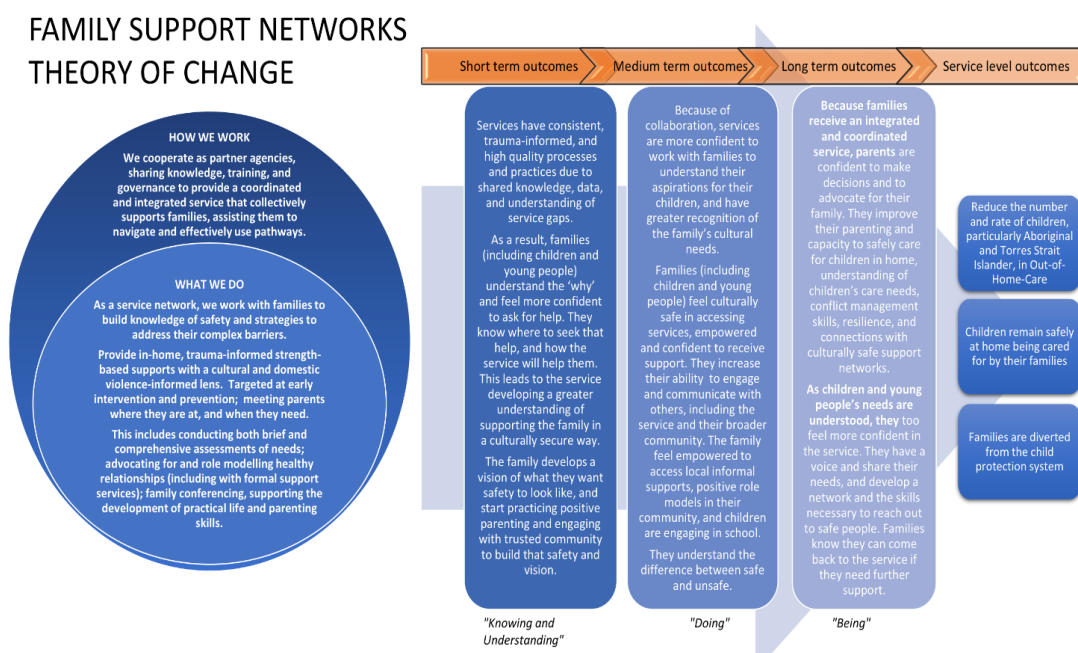 FAMILY SUPPORT NETWORKS
THEORY OF CHANGE
HOW WE WORK
We cooperate as partner agencies,
sharing knowledge, training, and
governance to provide a coordinated
and integrated service that collectively
supports families, assisting them to
navigate and effectively use pathways.
WHAT WE DO
As a service network, we work with families to
build knowledge of safety and strategies to
address their complex barriers.
Provide in-home, trauma-informed strength-
based supports with a cultural and domestic
violence-informed lens. Targeted at early
intervention and prevention; meeting parents
where they are at, and when they need.
This includes conducting both brief and
comprehensive assessments of needs;
advocating for and role modelling healthy
relationships (including with formal support
services); family conferencing, supporting the
development of practical life and parenting
skills.
Short term outcomes
Medium term outcomes
Long term outcomes
Service level outcomes
Services have consistent,
trauma-informed, and
high quality processes
and practices due to
shared knowledge, data,
and understanding of
service gaps.
As a result, families
(including children and
young people)
understand the ‘why’
and feel more confident
to ask for help. They
know where to seek that
help, and how the
service will help them.
This leads to the service
developing a greater
understanding of
supporting the family in
a culturally secure way.
The family develops a
vision of what they want
safety to look like, and
start practicing positive
parenting and engaging
with trusted community
to build that safety and
vision.
"Knowing and
Understanding"
Because of
collaboration, services
are more confident to
work with families to
understand their
aspirations for their
children, and have
greater recognition of
the family’s cultural
needs.
Families (including
children and young
people) feel culturally
safe in accessing
services, empowered
and confident to receive
support. They increase
their ability to engage
and communicate with
others, including the
service and their broader
community. The family
feel empowered to
access local informal
supports, positive role
models in their
community, and children
are engaging in school.
They understand the
difference between safe
and unsafe.
"Doing"
Because families
receive an integrated
and coordinated
service, parents are
confident to make
decisions and to
advocate for their
family. They improve
their parenting and
capacity to safely care
for children in home,
understanding of
children’s care needs,
conflict management
skills, resilience, and
connections with
culturally safe support
networks.
As children and young
people’s needs are
understood, they too
feel more confident in
the service. They have a
voice and share their
needs, and develop a
network and the skills
necessary to reach out
to safe people. Families
know they can come
back to the service if
they need further
support.
"Being"
Reduce the number
and rate of children,
particularly Aboriginal
and Torres Strait
Islander, in Out-of-
Home-Care
Children remain safely
at home being cared
for by their families
Families are diverted
from the child
protection system